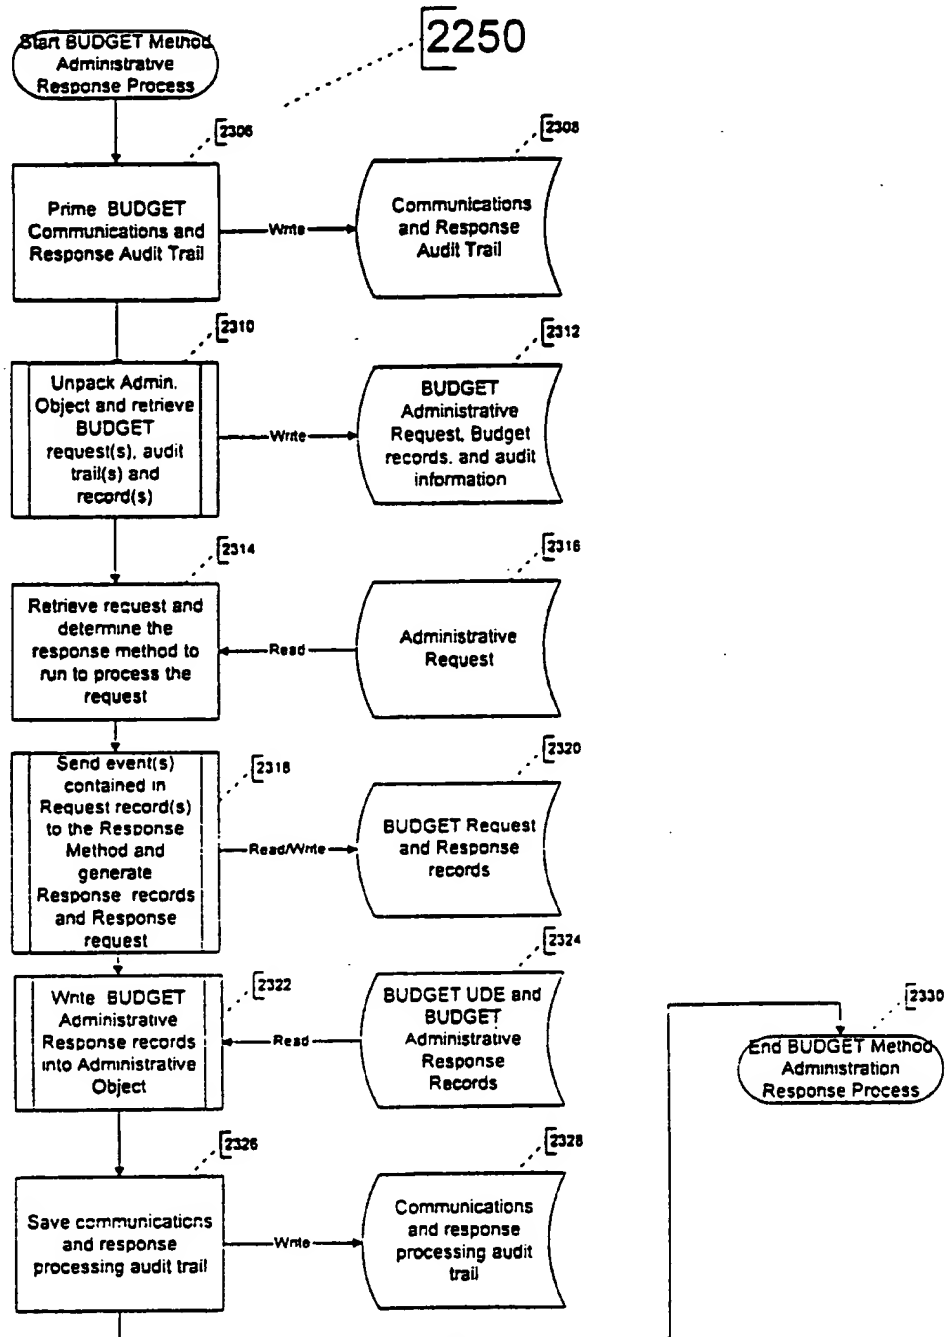 2250
Start BUDGET Method
Administrative
Response Process
2306
2308
Prime BUDGET
Communications and
Response Audit Trail
Write
Communications
and Response
Audit Trail
2310
2312
Unpack Admin.
Object and retrieve
BUDGET
request(s), audit
trail(s) and
record(s)
Write
BUDGET
Administrative
Request, Budget
records, and audit
information
2314
2316
Retrieve request and
determine the
response method to
run to process the
request
Read
Administrative
Request
2318
2320
Send event(s)
contained in
Request record(s)
to the Response
Method and
generate
Response records
and Response
request
Read/Write
BUDGET Request
and Response
records
2322
2324
Write BUDGET
Administrative
Response records
into Administrative
Object
Read
BUDGET UDE and
BUDGET
Administrative
Response
Records
2330
End BUDGET Method
Administration
Response Process
2326
2328
Save communications
and response
processing audit trail
Write
Communications
and response
processing audit
trail